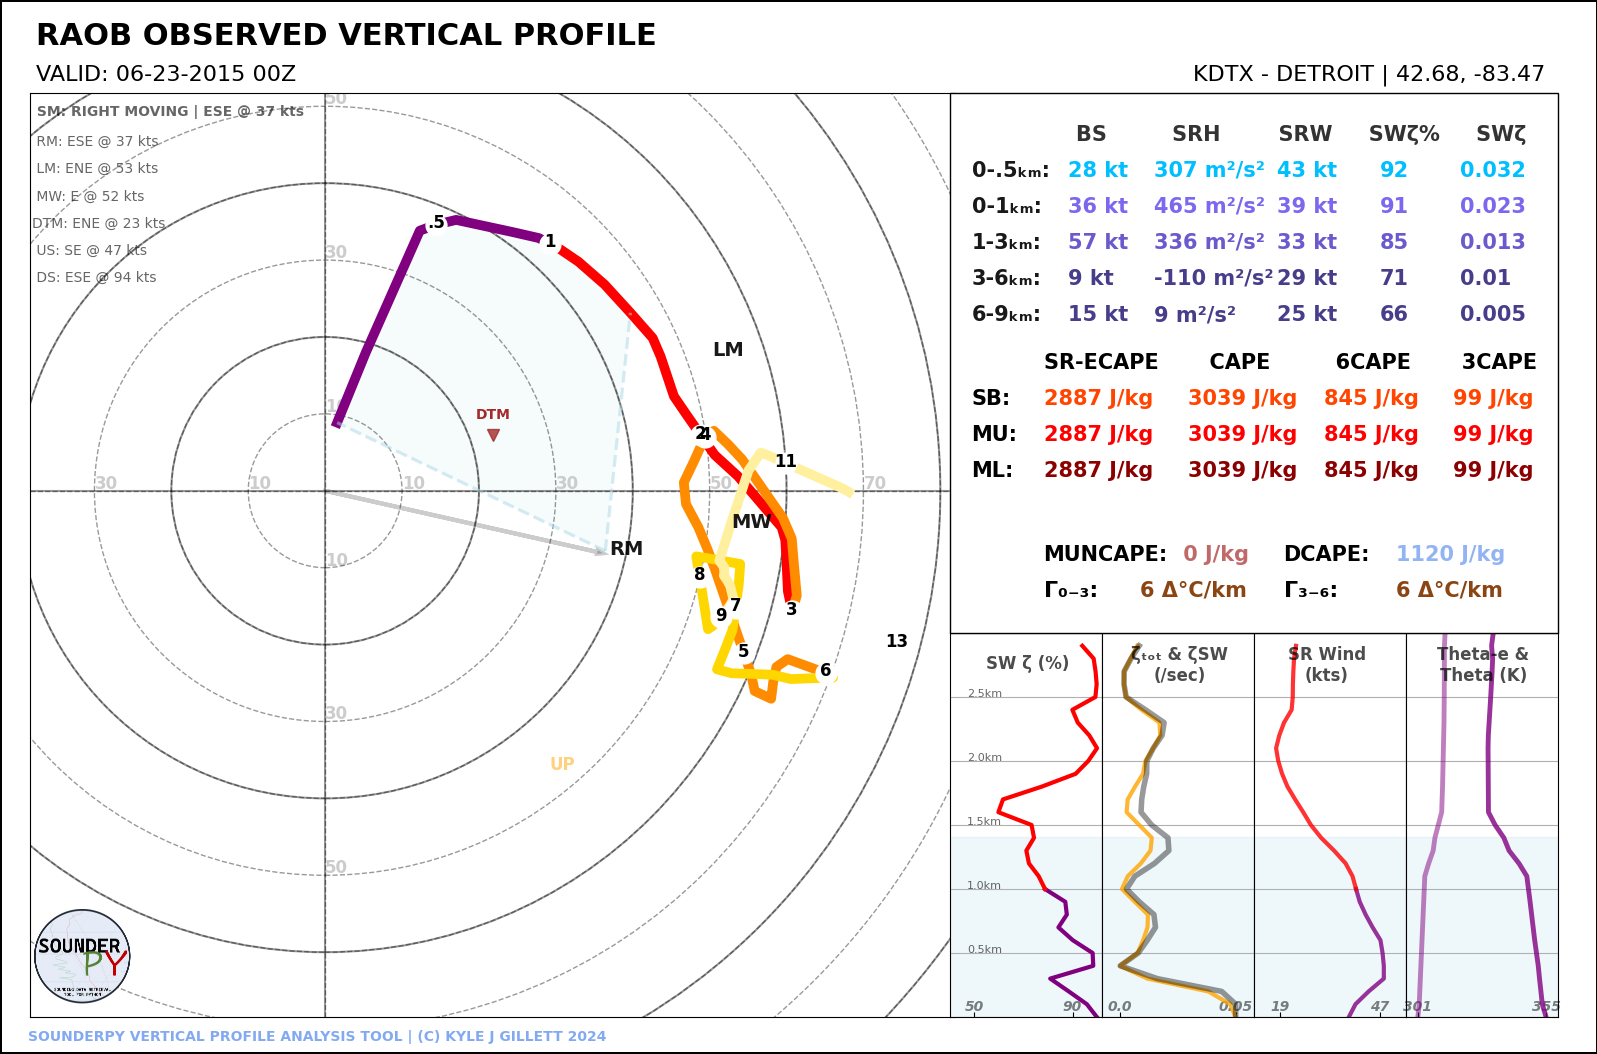 RAOB OBSERVED VERTICAL PROFILE
VALID: 06-23-2015 00Z
KDTX - DETROIT | 42.68, -83.47
SM: RIGHT MOVING | ESE @ 37 kts
RM: ESE @ 37 kts
LM: ENE @ 53 kts
MW: E @ 52 kts
DTM: ENE @ 23 kts
US: SE @ 47 kts
DS: ESE @ 94 kts
50
30
10
30
10
10
30
50
70
10
30
50
.5
1
2
4
11
3
8
7
9
5
6
13
LM
DTM
MW
RM
UP
BS SRH SRW SWζ% SWζ
0-.5ₖₘ: 28 kt 307 m²/s² 43 kt 92 0.032
0-1ₖₘ: 36 kt 465 m²/s² 39 kt 91 0.023
1-3ₖₘ: 57 kt 336 m²/s² 33 kt 85 0.013
3-6ₖₘ: 9 kt -110 m²/s² 29 kt 71 0.01
6-9ₖₘ: 15 kt 9 m²/s² 25 kt 66 0.005
SR-ECAPE CAPE 6CAPE 3CAPE
SB: 2887 J/kg 3039 J/kg 845 J/kg 99 J/kg
MU: 2887 J/kg 3039 J/kg 845 J/kg 99 J/kg
ML: 2887 J/kg 3039 J/kg 845 J/kg 99 J/kg
MUNCAPE: 0 J/kg DCAPE: 1120 J/kg
Γ₀₋₃: 6 Δ°C/km Γ₃₋₆: 6 Δ°C/km
SW ζ (%)
ζₜₒₜ & ζSW
(/sec)
SR Wind
(kts)
Theta-e &
Theta (K)
2.5km
2.0km
1.5km
1.0km
0.5km
50 90 0.0 0.05 19 47 301 355
SOUNDER
PY
SOUNDING DATA RETRIEVAL
TOOL FOR PYTHON
SOUNDERPY VERTICAL PROFILE ANALYSIS TOOL | (C) KYLE J GILLETT 2024